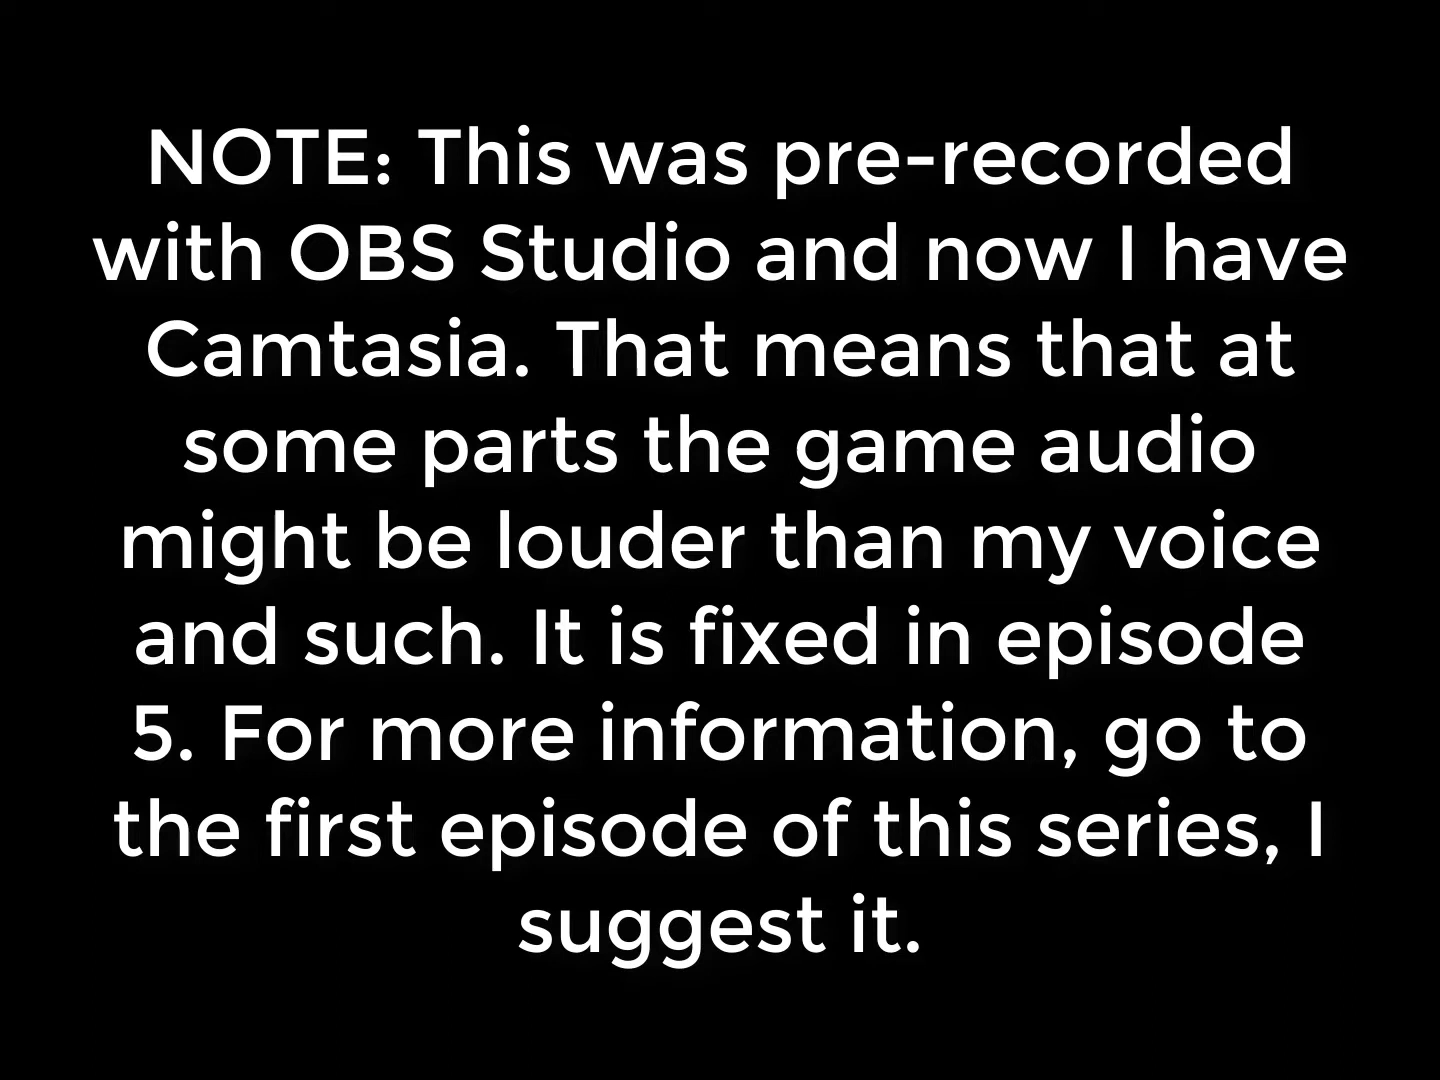 NOTE: This was pre-recorded
with OBS Studio and now I have
Camtasia. That means that at
some parts the game audio
might be louder than my voice
and such. It is fixed in episode
5. For more information, go to
the first episode of this series, I
suggest it.